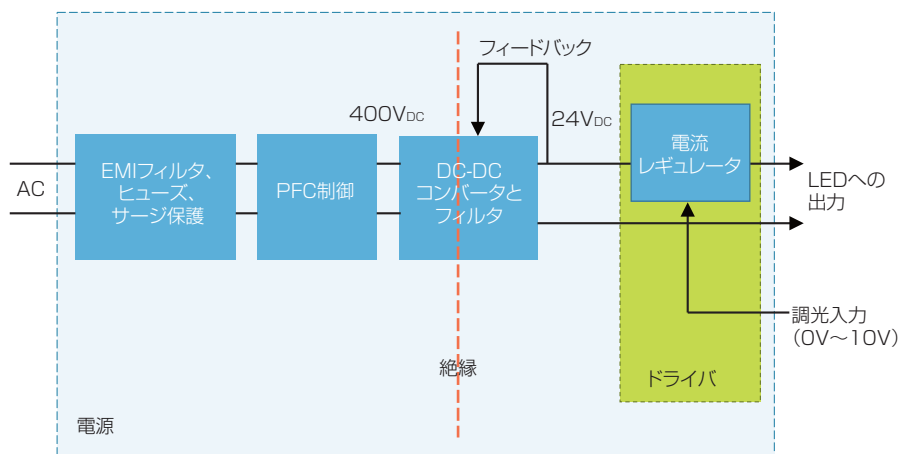 フィードバック
400VDC
24VDC
AC
EMIフィルタ、
ヒューズ、
サージ保護
PFC制御
DC-DC
コンバータと
フィルタ
電流
レギュレータ
LEDへの
出力
調光入力
（0V～10V）
絶縁
ドライバ
電源